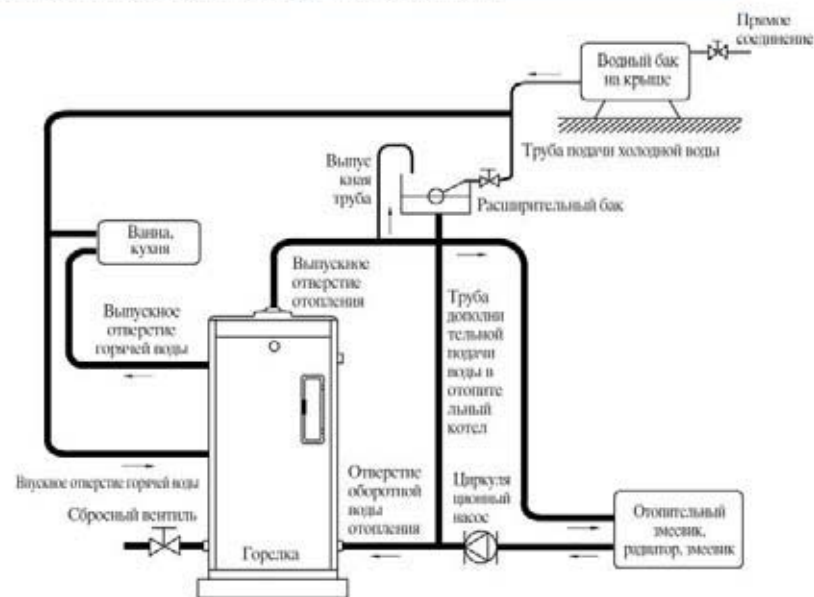 Прямое
соединение
Водный бак
на крыше
Труба подачи холодной воды
Выпус
кная
труба
Расширительный бак
Ванна,
кухня
Выпускное
отверстие
отопления
Выпускное
отверстие
горячей воды
Труба
дополни
тельной
подачи
воды в
отопите
льный
котел
Впускное отверстие горячей воды
Отверстие
оборотной
воды
отопления
Циркуля
ционный
насос
Сбросный вентиль
Горелка
Отопительный
змеевик,
радиатор, змеевик